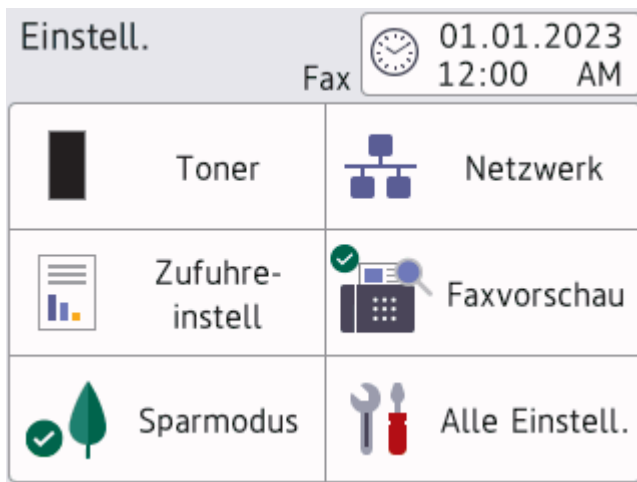 Einstell.
Fax
01.01.2023
12:00 AM
Toner
Netzwerk
Zufuhre-
instell
Faxvorschau
Sparmodus
Alle Einstell.